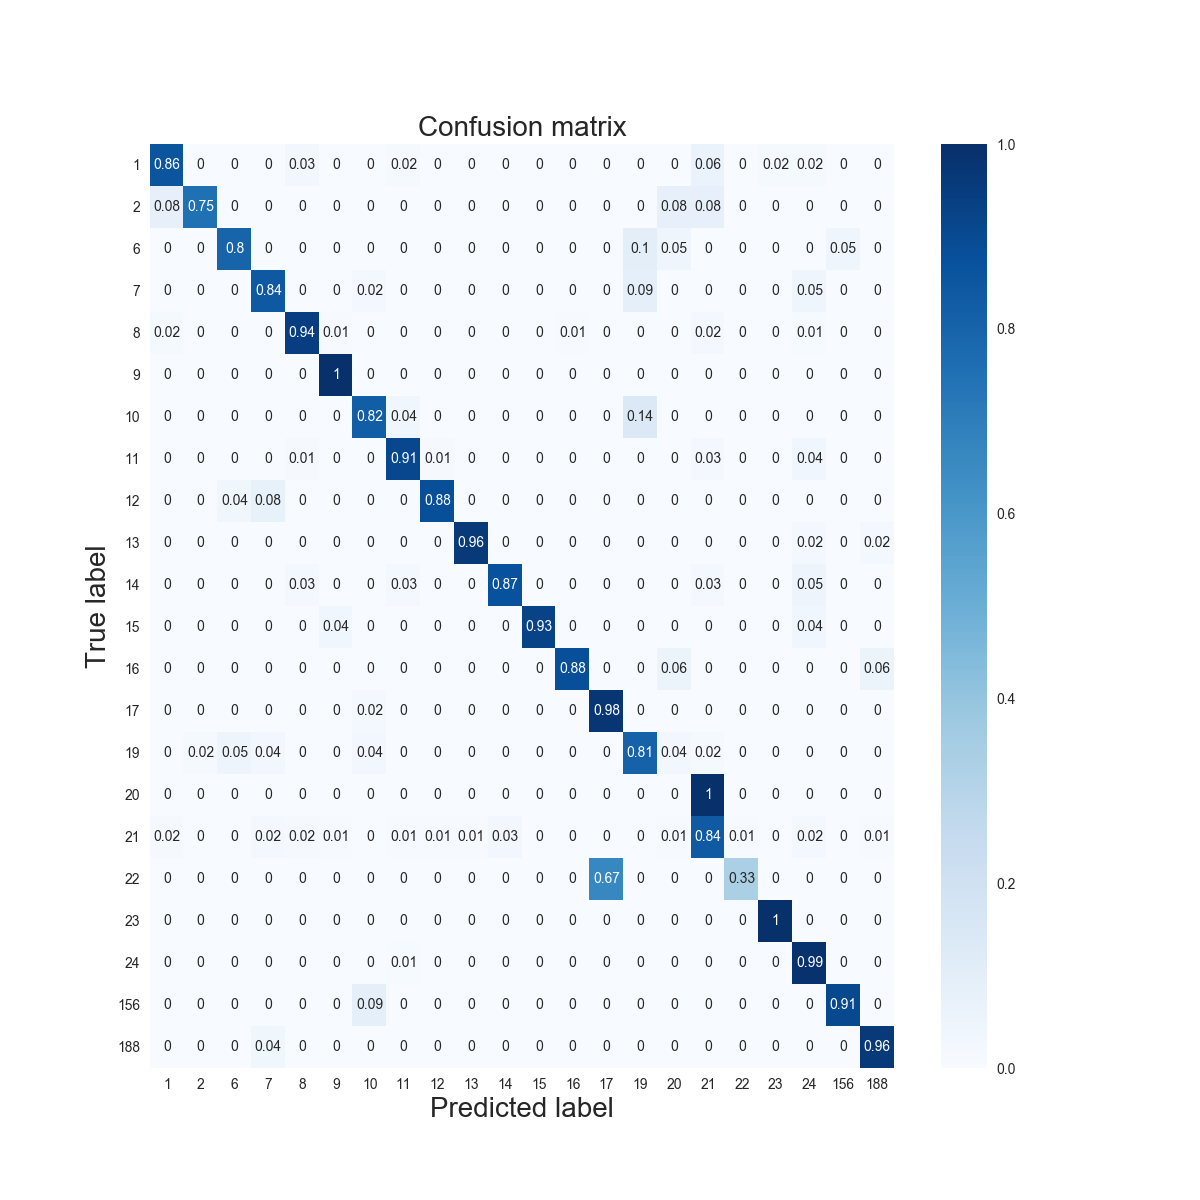 Confusion matrix
1 0.86 0 0 0 0.03 0 0 0.02 0 0 0 0 0 0 0 0 0.06 0 0.02 0.02 0 0
2 0.08 0.75 0 0 0 0 0 0 0 0 0 0 0 0 0 0.08 0.08 0 0 0 0 0
6 0 0 0.8 0 0 0 0 0 0 0 0 0 0 0 0.1 0.05 0 0 0 0 0.05 0
7 0 0 0 0.84 0 0 0.02 0 0 0 0 0 0 0 0.09 0 0 0 0 0.05 0 0
8 0.02 0 0 0 0.94 0.01 0 0 0 0 0 0 0.01 0 0 0 0.02 0 0 0.01 0 0
9 0 0 0 0 0 1 0 0 0 0 0 0 0 0 0 0 0 0 0 0 0 0
10 0 0 0 0 0 0 0.82 0.04 0 0 0 0 0 0 0.14 0 0 0 0 0 0 0
11 0 0 0 0 0.01 0 0 0.91 0.01 0 0 0 0 0 0 0 0.03 0 0 0.04 0 0
12 0 0 0.04 0.08 0 0 0 0 0.88 0 0 0 0 0 0 0 0 0 0 0 0 0
13 0 0 0 0 0 0 0 0 0 0.96 0 0 0 0 0 0 0 0 0 0.02 0 0.02
14 0 0 0 0 0.03 0 0 0.03 0 0 0.87 0 0 0 0 0 0.03 0 0 0.05 0 0
15 0 0 0 0 0 0.04 0 0 0 0 0 0.93 0 0 0 0 0 0 0 0.04 0 0
16 0 0 0 0 0 0 0 0 0 0 0 0 0.88 0 0 0.06 0 0 0 0 0 0.06
17 0 0 0 0 0 0 0.02 0 0 0 0 0 0 0.98 0 0 0 0 0 0 0 0
19 0 0.02 0.05 0.04 0 0 0.04 0 0 0 0 0 0 0 0.81 0.04 0.02 0 0 0 0 0
20 0 0 0 0 0 0 0 0 0 0 0 0 0 0 0 0 1 0 0 0 0 0
21 0.02 0 0 0.02 0.02 0.01 0 0.01 0.01 0.01 0.03 0 0 0 0 0.01 0.84 0.01 0 0.02 0 0.01
22 0 0 0 0 0 0 0 0 0 0 0 0 0 0.67 0 0 0 0.33 0 0 0 0
23 0 0 0 0 0 0 0 0 0 0 0 0 0 0 0 0 0 0 1 0 0 0
24 0 0 0 0 0 0 0 0.01 0 0 0 0 0 0 0 0 0 0 0 0.99 0 0
156 0 0 0 0 0 0 0.09 0 0 0 0 0 0 0 0 0 0 0 0 0 0.91 0
188 0 0 0 0.04 0 0 0 0 0 0 0 0 0 0 0 0 0 0 0 0 0 0.96
1 2 6 7 8 9 10 11 12 13 14 15 16 17 19 20 21 22 23 24 156 188
Predicted label
True label
1.0
0.8
0.6
0.4
0.2
0.0